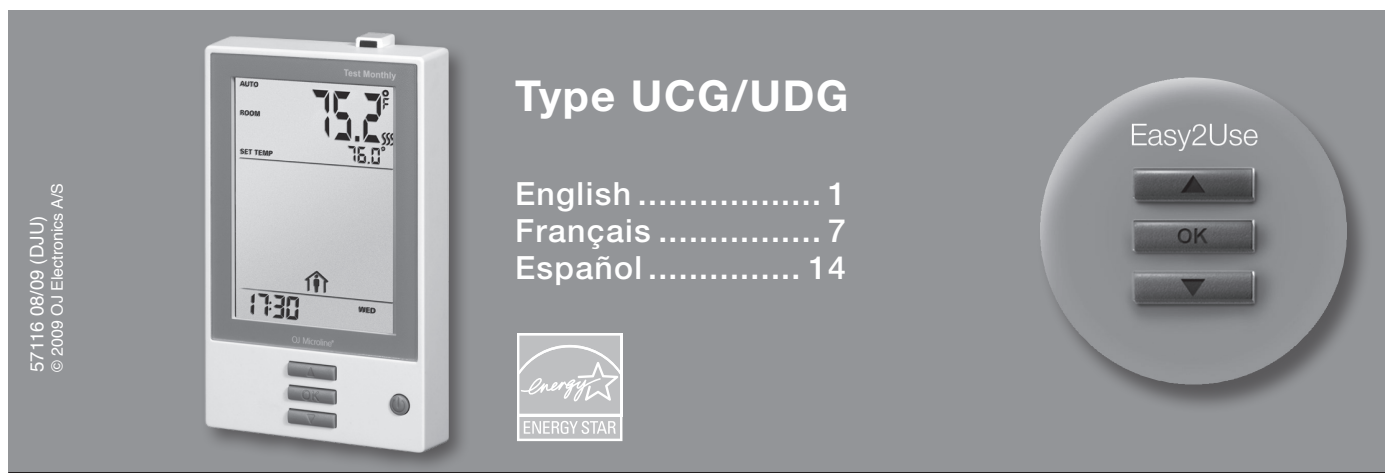 57116 08/09 (DJU)
© 2009 OJ Electronics A/S
Test Monthly
AUTO
75.2°F
ROOM
SET TEMP
76.0°
17:30
WED
OJ Microline®
OK
Type UCG/UDG
English .................. 1
Français ................ 7
Español ............... 14
energy
ENERGY STAR
Easy2Use
OK